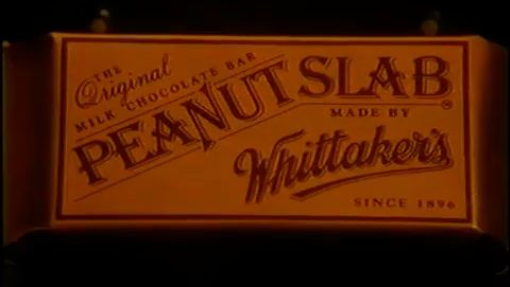 THE
Original
MILK CHOCOLATE BAR
PEANUT SLAB
MADE BY
Whittaker's
SINCE 1896